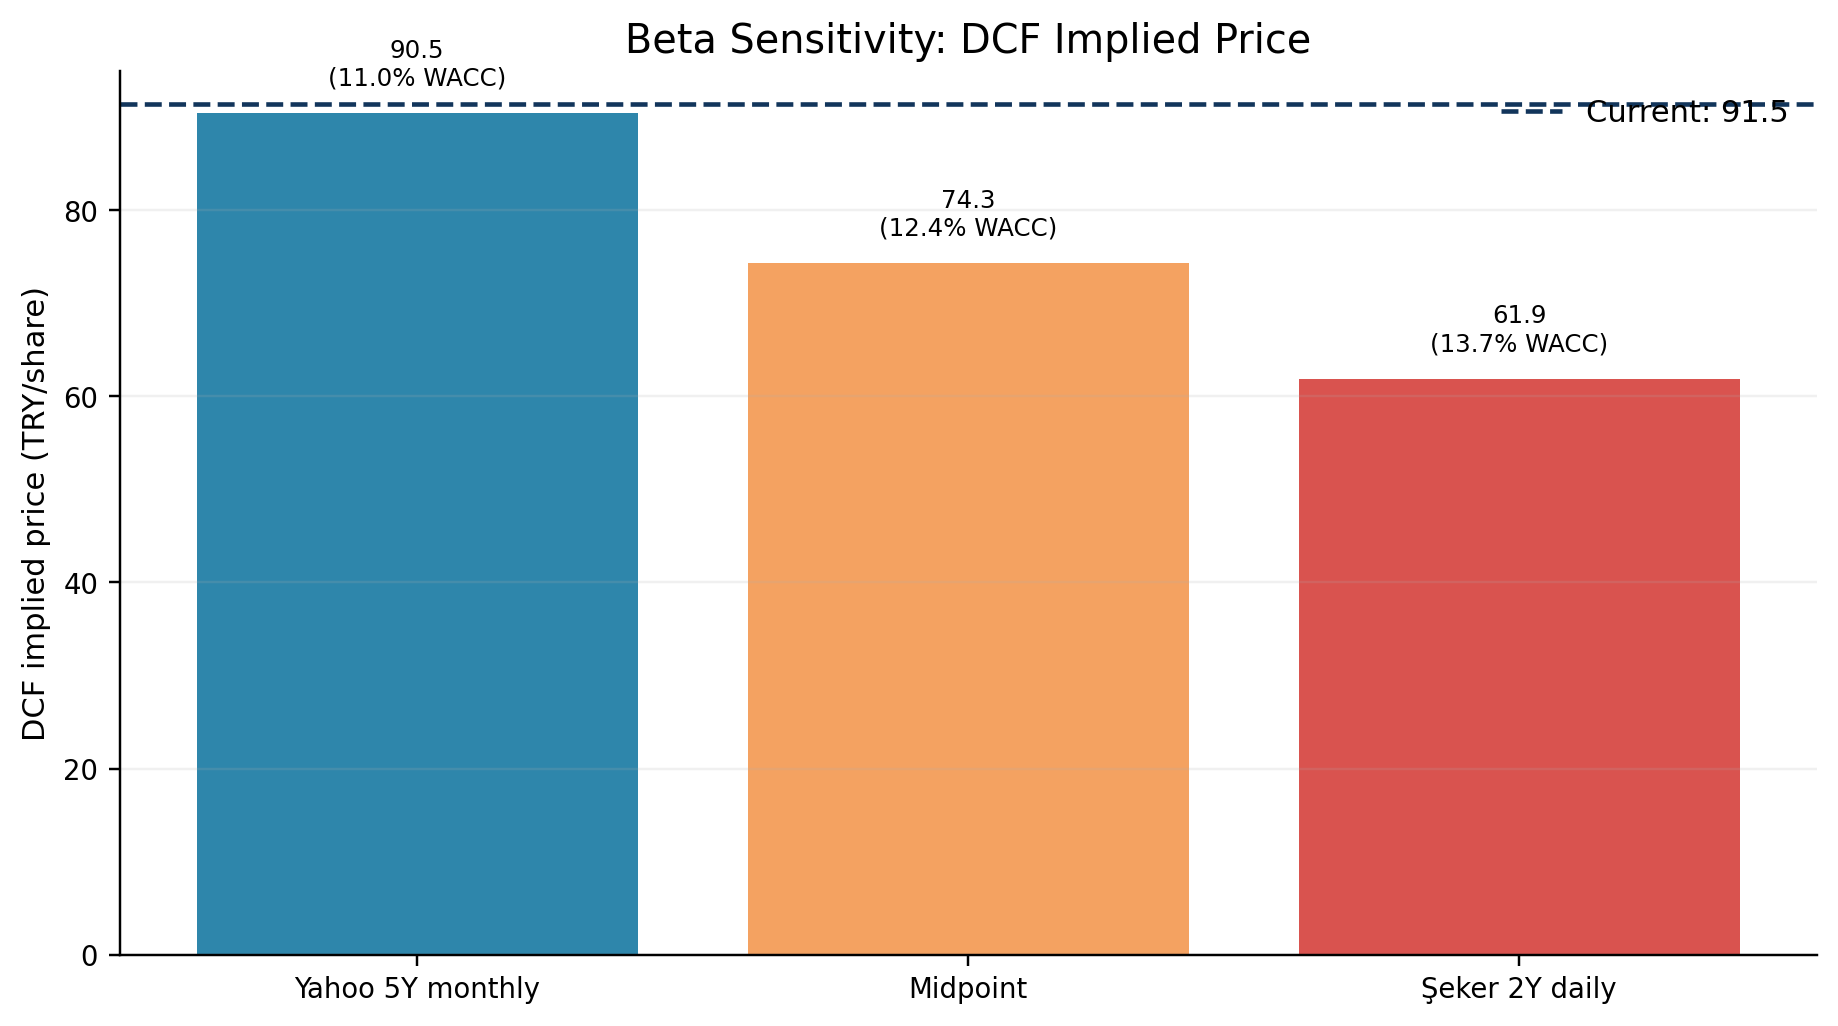 Beta Sensitivity: DCF Implied Price
90.5
(11.0% WACC)
Current: 91.5
74.3
(12.4% WACC)
61.9
(13.7% WACC)
DCF implied price (TRY/share)
80
60
40
20
0
Yahoo 5Y monthly
Midpoint
Şeker 2Y daily